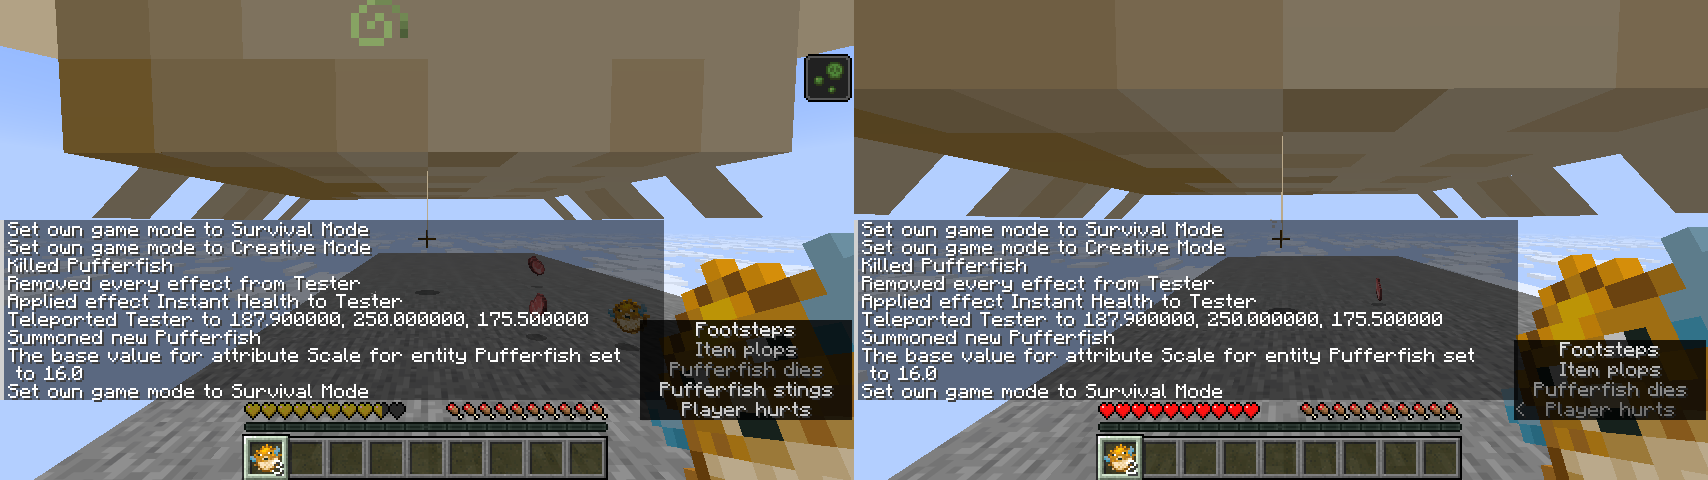 Set own game mode to Survival Mode
Set own game mode to Creative Mode
Killed Pufferfish
Removed every effect from Tester
Applied effect Instant Health to Tester
Teleported Tester to 187.900000, 250.000000, 175.500000
Summoned new Pufferfish
The base value for attribute Scale for entity Pufferfish set
to 16.0
Set own game mode to Survival Mode
Footsteps
Item plops
Pufferfish dies
Pufferfish stings
Player hurts
2
Set own game mode to Survival Mode
Set own game mode to Creative Mode
Killed Pufferfish
Removed every effect from Tester
Applied effect Instant Health to Tester
Teleported Tester to 187.900000, 250.000000, 175.500000
Summoned new Pufferfish
The base value for attribute Scale for entity Pufferfish set
to 16.0
Set own game mode to Survival Mode
Footsteps
Item plops
Pufferfish dies
< Player hurts
2